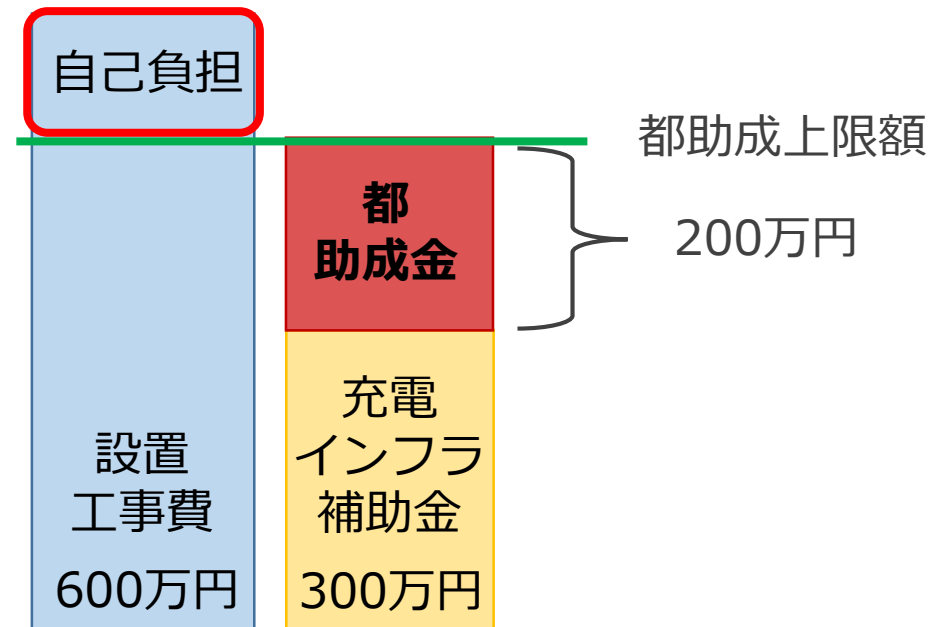 自己負担
都助成上限額
200万円
都
助成金
設置
工事費
600万円
充電
インフラ
補助金
300万円